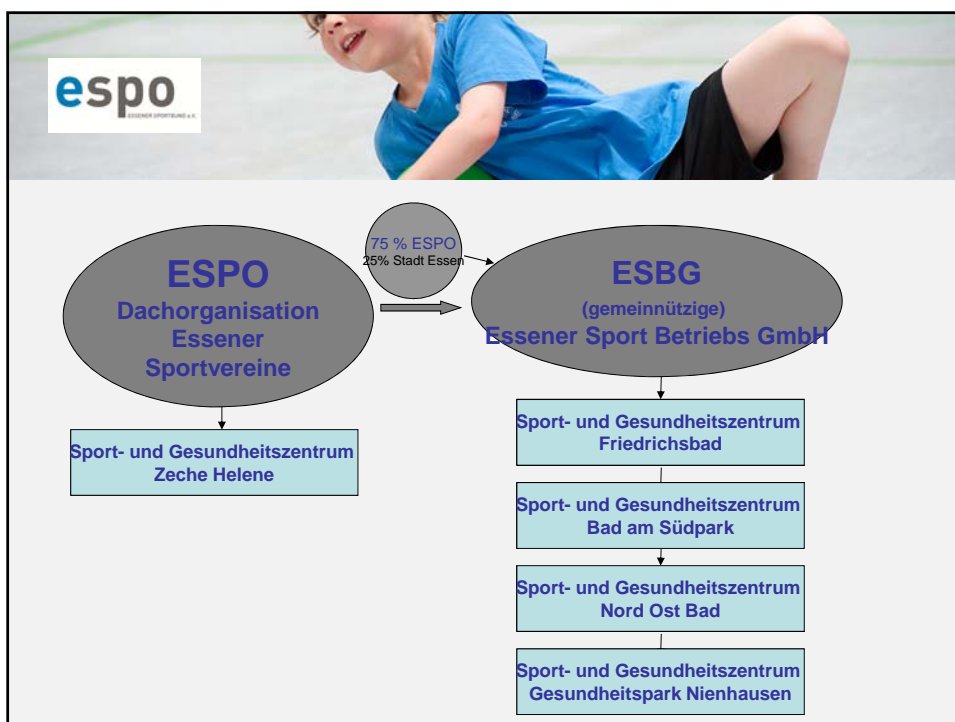 espo
ESSENER SPORTBUND e.V.
75 % ESPO
25% Stadt Essen
ESPO
Dachorganisation
Essener
Sportvereine
ESBG
(gemeinnützige)
Essener Sport Betriebs GmbH
Sport- und Gesundheitszentrum
Zeche Helene
Sport- und Gesundheitszentrum
Friedrichsbad
Sport- und Gesundheitszentrum
Bad am Südpark
Sport- und Gesundheitszentrum
Nord Ost Bad
Sport- und Gesundheitszentrum
Gesundheitspark Nienhausen